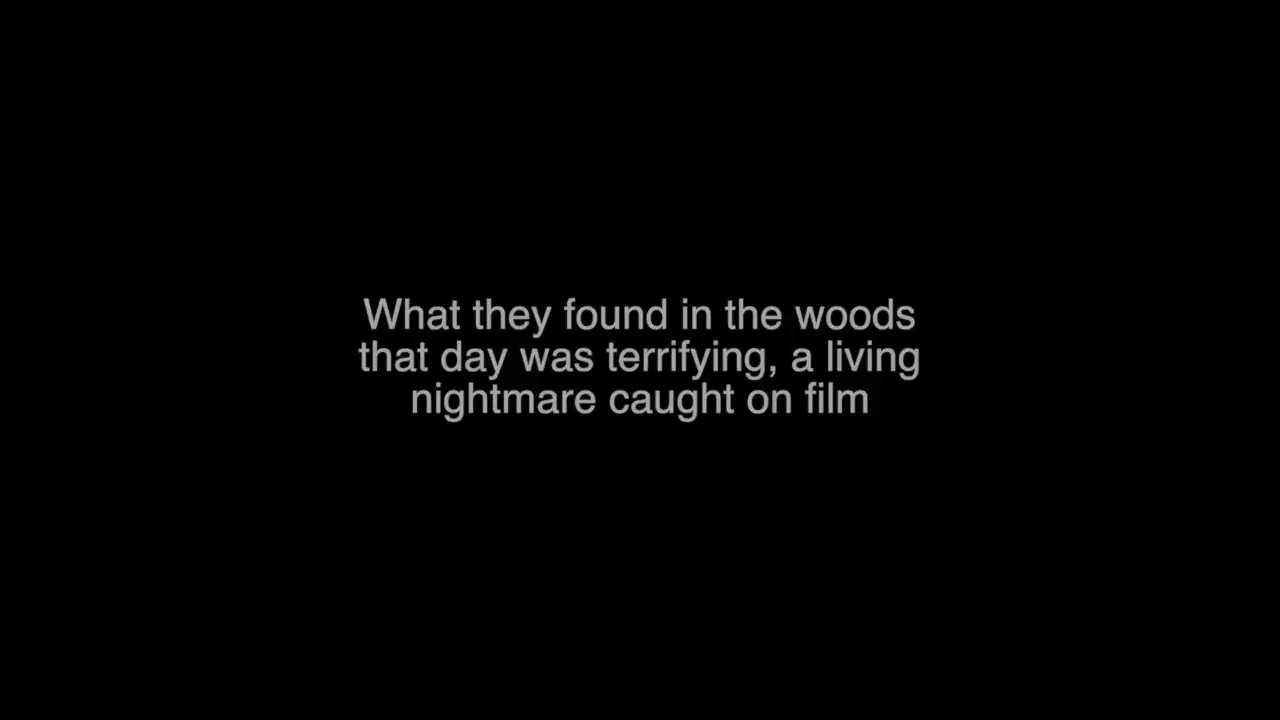 What they found in the woods
that day was terrifying, a living
nightmare caught on film